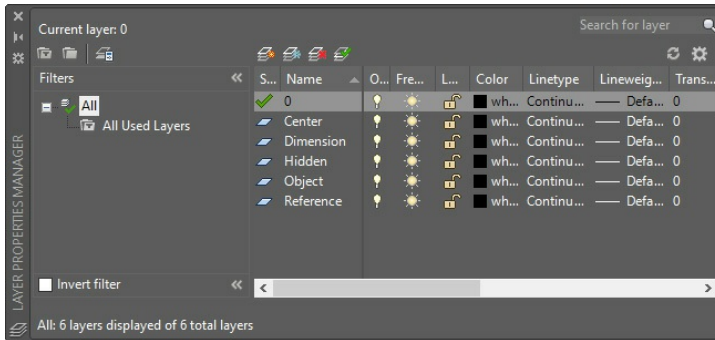 Current layer: 0
Search for layer
Filters
S... Name O... Fre... L... Color Linetype Lineweig... Trans...
0 wh... Continu... Defa... 0
All
Center wh... Continu... Defa... 0
All Used Layers
Dimension wh... Continu... Defa... 0
Hidden wh... Continu... Defa... 0
Object wh... Continu... Defa... 0
Reference wh... Continu... Defa... 0
LAYER PROPERTIES MANAGER
Invert filter
All: 6 layers displayed of 6 total layers